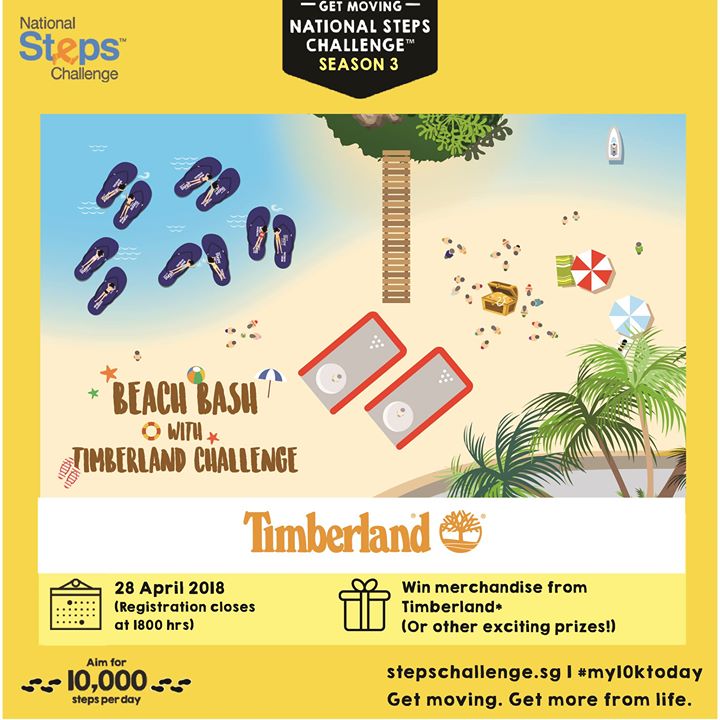 National
Steps™
Challenge
GET MOVING
NATIONAL STEPS
CHALLENGE™
SEASON 3
BEACH BASH
WITH
TIMBERLAND CHALLENGE
Timberland®
28 April 2018
(Registration closes
at 1800 hrs)
Win merchandise from
Timberland*
(Or other exciting prizes!)
Aim for
10,000
steps per day
stepschallenge.sg | #my10ktoday
Get moving. Get more from life.